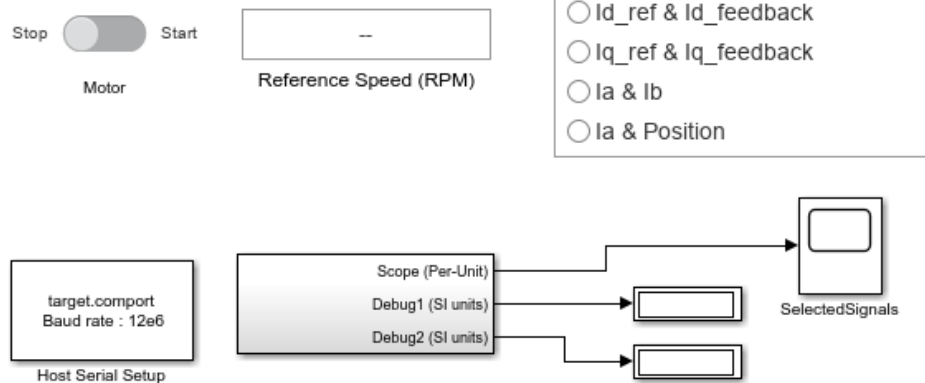 Id_ref & Id_feedback
Stop
Start
--
Iq_ref & Iq_feedback
Motor
Reference Speed (RPM)
Ia & Ib
Ia & Position
Scope (Per-Unit)
target.comport
Baud rate : 12e6
Debug1 (SI units)
SelectedSignals
Debug2 (SI units)
Host Serial Setup